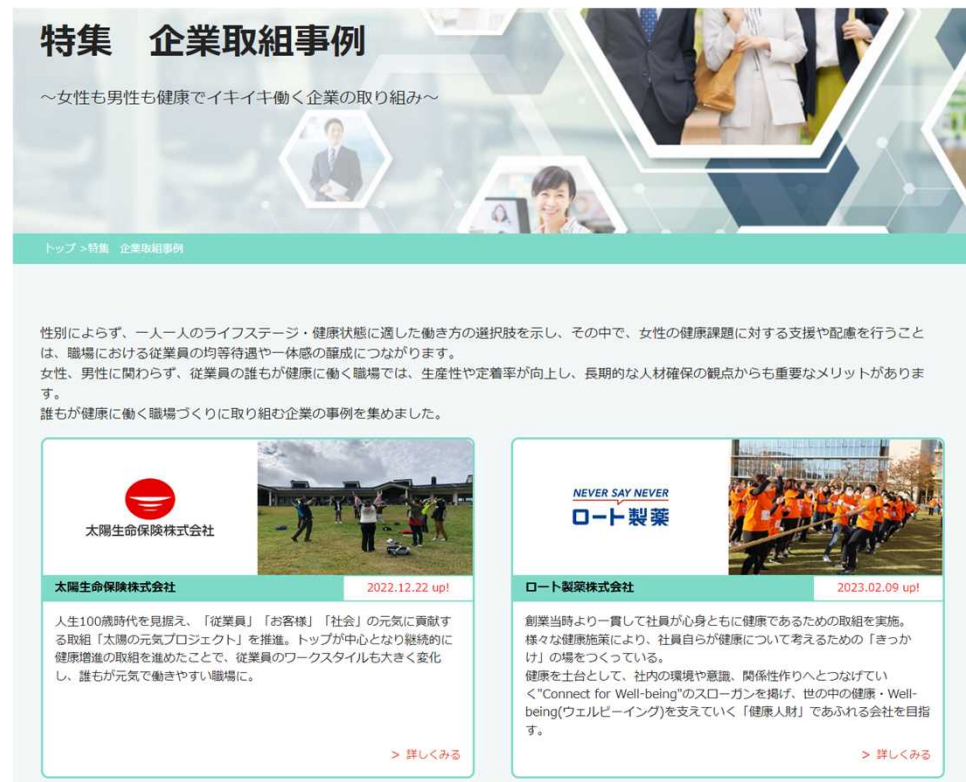 特集　企業取組事例
～女性も男性も健康でイキイキ働く企業の取り組み～
トップ >特集　企業取組事例
性別によらず、一人一人のライフステージ・健康状態に適した働き方の選択肢を示し、その中で、女性の健康課題に対する支援や配慮を行うこと
は、職場における従業員の均等待遇や一体感の醸成につながります。
女性、男性に関わらず、従業員の誰もが健康に働く職場では、生産性や定着率が向上し、長期的な人材確保の観点からも重要なメリットがありま
す。
誰もが健康に働く職場づくりに取り組む企業の事例を集めました。
太陽生命保険株式会社
太陽生命保険株式会社
2022.12.22 up!
人生100歳時代を見据え、「従業員」「お客様」「社会」の元気に貢献す
る取組「太陽の元気プロジェクト」を推進。トップが中心となり継続的に
健康増進の取組を進めたことで、従業員のワークスタイルも大きく変化
し、誰もが元気で働きやすい職場に。
> 詳しくみる
NEVER SAY NEVER
ロート製薬
ロート製薬株式会社
2023.02.09 up!
創業当時より一貫して社員が心身ともに健康であるための取組を実施。
様々な健康施策により、社員自らが健康について考えるための「きっか
け」の場をつくっている。
健康を土台として、社内の環境や意識、関係性作りへとつなげてい
く"Connect for Well-being"のスローガンを掲げ、世の中の健康・Well-
being(ウェルビーイング)を支えていく「健康人財」であふれる会社を目指
す。
> 詳しくみる